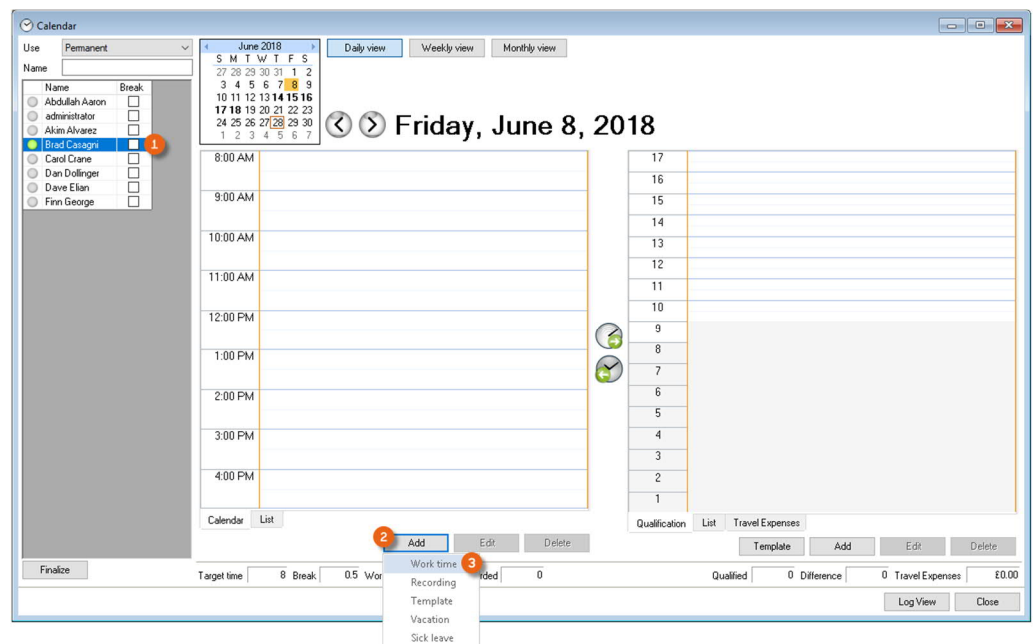 Calendar
Use Permanent
Name
Name Break
Abdullah Aaron
administrator
Akim Alvarez
Brad Casagni 1
Carol Crane
Dan Dollinger
Dave Elian
Finn George
June 2018
S M T W T F S
27 28 29 30 31 1 2
3 4 5 6 7 8 9
10 11 12 13 14 15 16
17 18 19 20 21 22 23
24 25 26 27 28 29 30
1 2 3 4 5 6 7
Daily view Weekly view Monthly view
Friday, June 8, 2018
8:00 AM
9:00 AM
10:00 AM
11:00 AM
12:00 PM
1:00 PM
2:00 PM
3:00 PM
4:00 PM
Calendar List
17
16
15
14
13
12
11
10
9
8
7
6
5
4
3
2
1
Qualification List Travel Expenses
2 Add Edit Delete
Template Add Edit Delete
Work time 3
Recording
Template
Vacation
Sick leave
Finalize
Target time 8 Break 0.5 Wor rded 0
Qualified 0 Difference 0 Travel Expenses £0.00
Log View Close